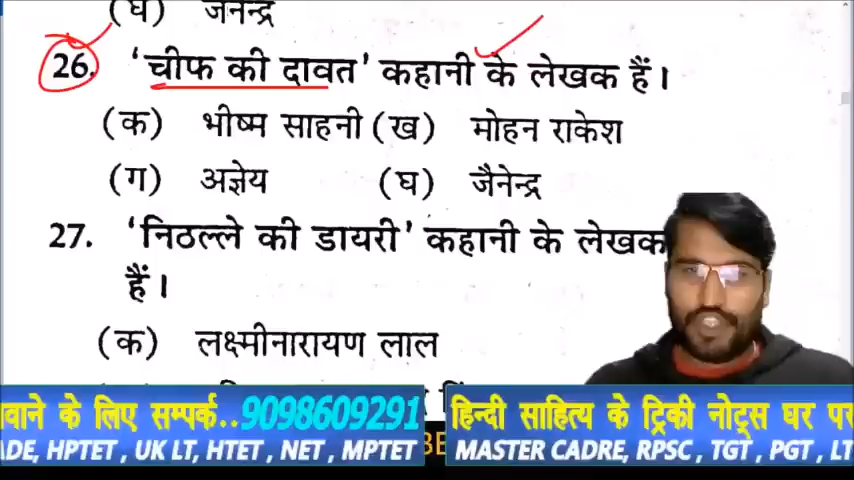 (घ) जैनेन्द्र
26. 'चीफ की दावत' कहानी के लेखक हैं।
(क) भीष्म साहनी (ख) मोहन राकेश
(ग) अज्ञेय (घ) जैनेन्द्र
27. 'निठल्ले की डायरी' कहानी के लेखक
हैं।
(क) लक्ष्मीनारायण लाल
वाने के लिए सम्पर्क..9098609291 हिन्दी साहित्य के ट्रिकी नोट्स घर पर
ADE, HPTET , UK LT, HTET , NET , MPTET MASTER CADRE, RPSC , TGT , PGT , LT